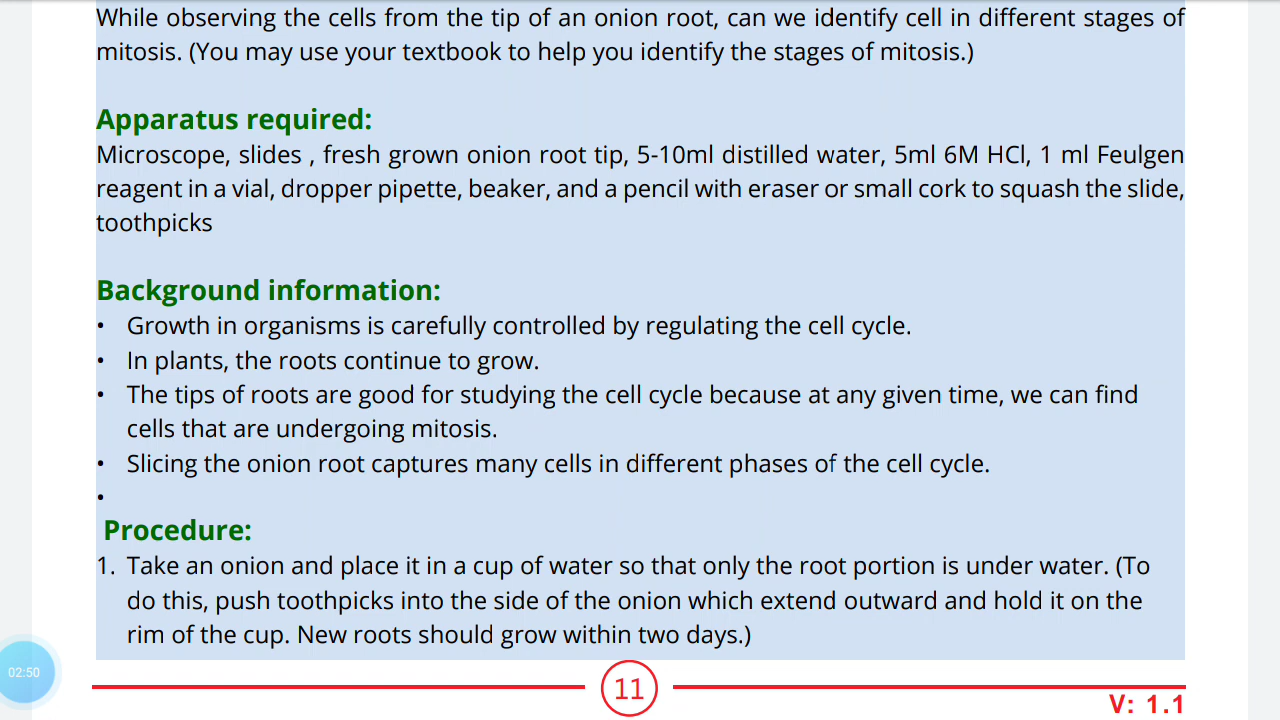 While observing the cells from the tip of an onion root, can we identify cell in different stages of
mitosis. (You may use your textbook to help you identify the stages of mitosis.)
Apparatus required:
Microscope, slides , fresh grown onion root tip, 5-10ml distilled water, 5ml 6M HCl, 1 ml Feulgen
reagent in a vial, dropper pipette, beaker, and a pencil with eraser or small cork to squash the slide,
toothpicks
Background information:
• Growth in organisms is carefully controlled by regulating the cell cycle.
• In plants, the roots continue to grow.
• The tips of roots are good for studying the cell cycle because at any given time, we can find
cells that are undergoing mitosis.
• Slicing the onion root captures many cells in different phases of the cell cycle.
•
Procedure:
1. Take an onion and place it in a cup of water so that only the root portion is under water. (To
do this, push toothpicks into the side of the onion which extend outward and hold it on the
rim of the cup. New roots should grow within two days.)
02:50
11
V: 1.1